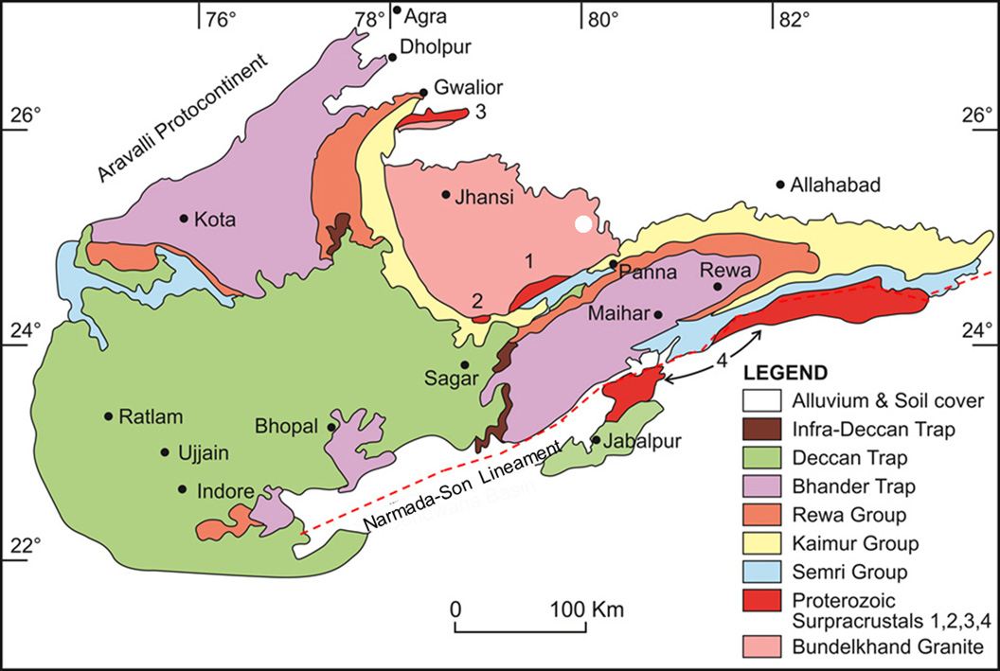 76°
78°
80°
82°
Agra
Dholpur
Gwalior
3
26°
26°
Aravalli Protocontinent
Allahabad
Jhansi
Kota
1
Panna
Rewa
2
Maihar
24°
24°
4
Sagar
LEGEND
Alluvium & Soil cover
Ratlam
Bhopal
Infra-Deccan Trap
Jabalpur
Ujjain
Deccan Trap
Narmada-Son Lineament
Indore
Bhander Trap
Rewa Group
22°
Kaimur Group
Semri Group
Proterozoic
Surpracrustals 1,2,3,4
0 100 Km
Bundelkhand Granite